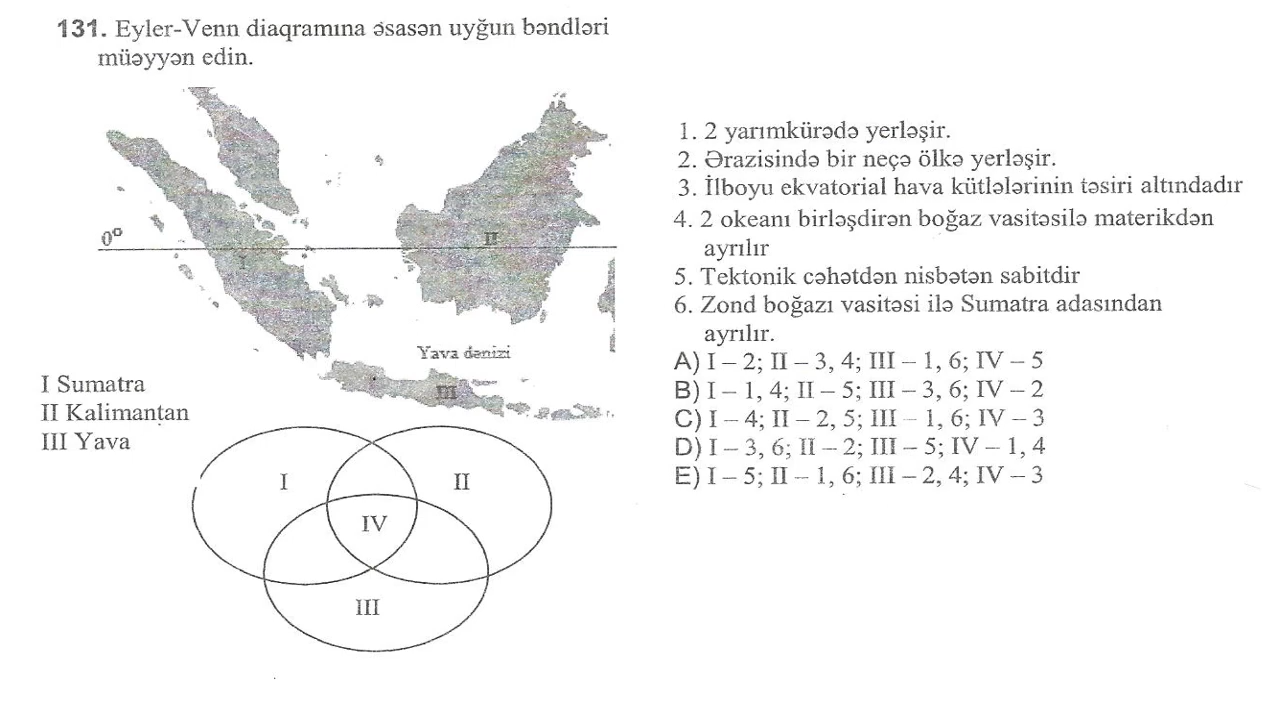 131. Eyler-Venn diaqramına əsasən uyğun bəndləri
müəyyən edin.
0°
I
II
Yava dənizi
III
I Sumatra
II Kalimantan
III Yava
I
II
IV
III
1. 2 yarımkürədə yerləşir.
2. Ərazisində bir neçə ölkə yerləşir.
3. İlboyu ekvatorial hava kütlələrinin təsiri altındadır
4. 2 okeanı birləşdirən boğaz vasitəsilə materikdən
ayrılır
5. Tektonik cəhətdən nisbətən sabitdir
6. Zond boğazı vasitəsi ilə Sumatra adasından
ayrılır.
A) I – 2; II – 3, 4; III – 1, 6; IV – 5
B) I – 1, 4; II – 5; III – 3, 6; IV – 2
C) I – 4; II – 2, 5; III – 1, 6; IV – 3
D) I – 3, 6; II – 2; III – 5; IV – 1, 4
E) I – 5; II – 1, 6; III – 2, 4; IV – 3